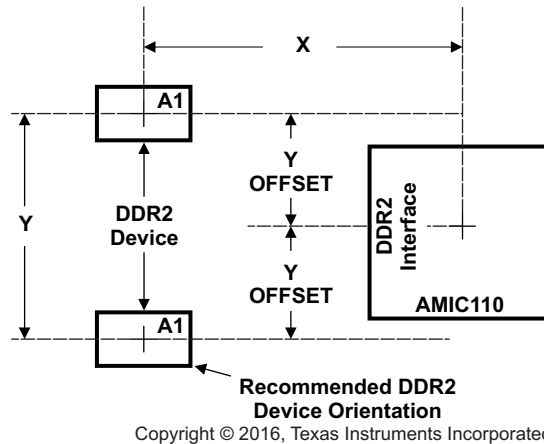 X
A1
Y
OFFSET
DDR2
Device
Y
DDR2
Interface
Y
OFFSET
AMIC110
A1
Recommended DDR2
Device Orientation
Copyright © 2016, Texas Instruments Incorporated